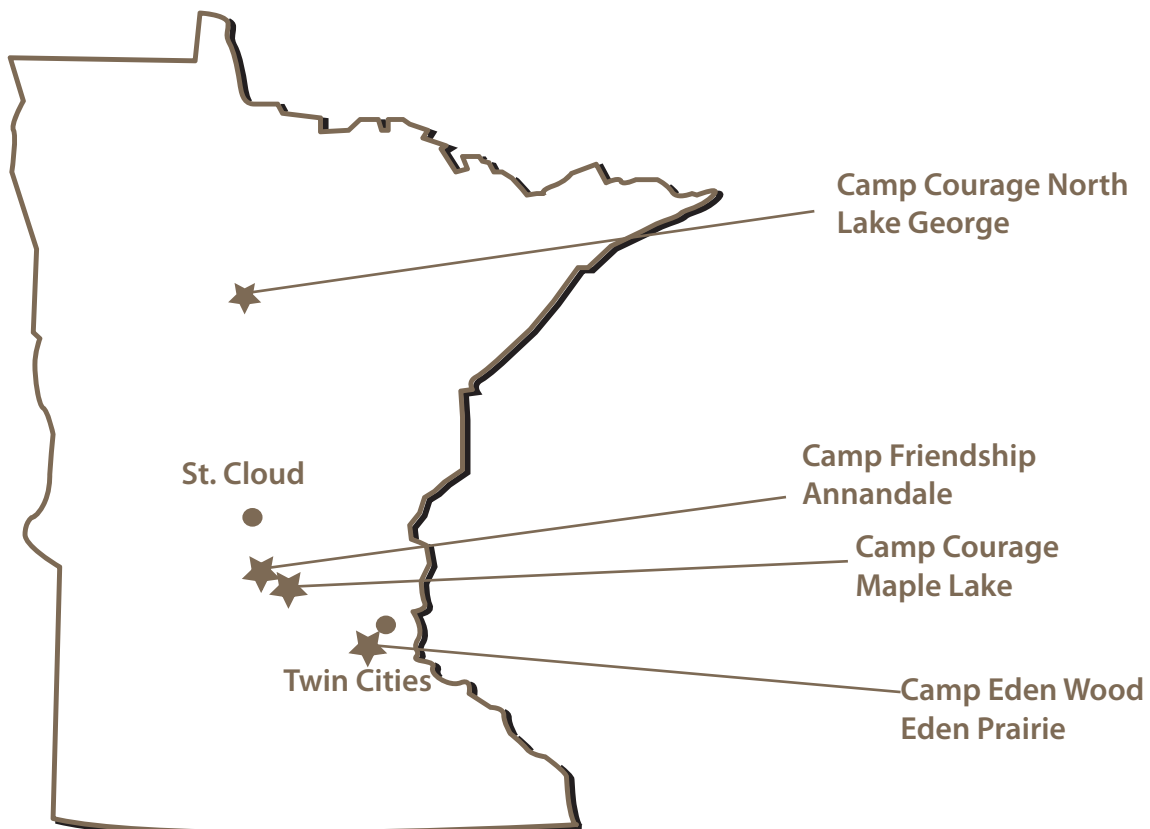 Camp Courage North
Lake George
St. Cloud
Camp Friendship
Annandale
Camp Courage
Maple Lake
Twin Cities
Camp Eden Wood
Eden Prairie